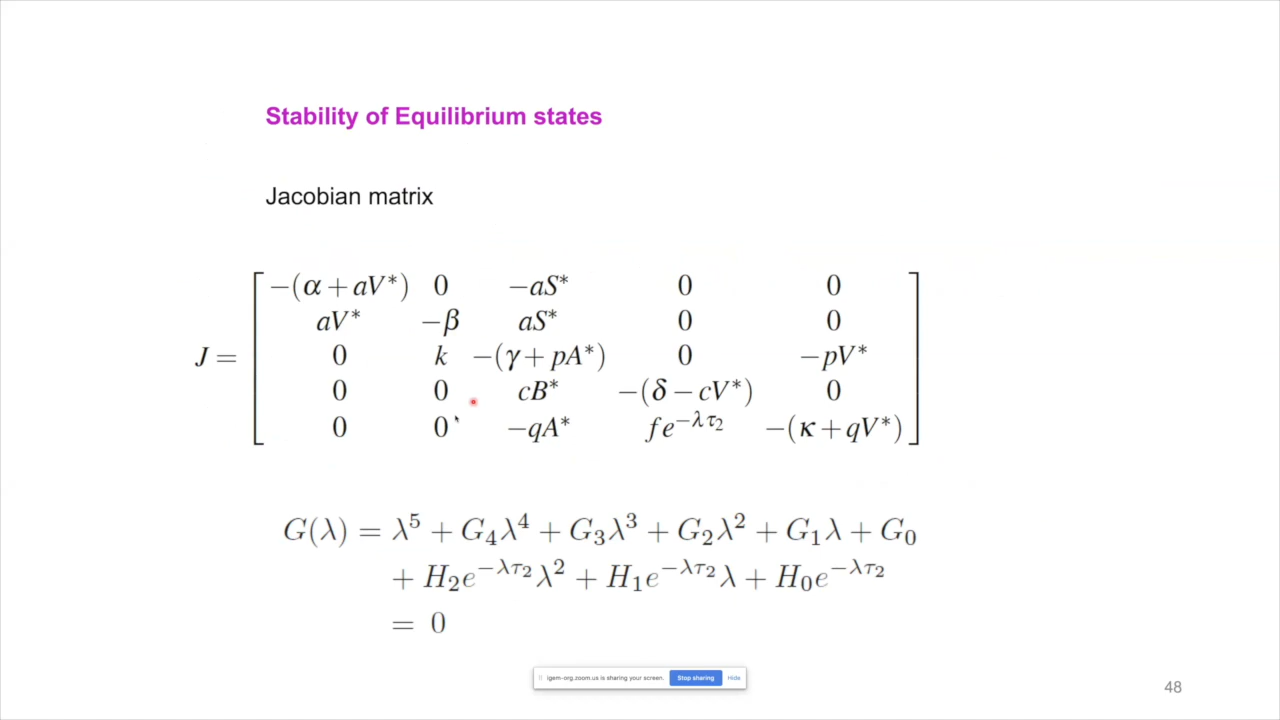 Stability of Equilibrium states
Jacobian matrix
J = [ −(α + aV*) 0 −aS* 0 0
aV* −β aS* 0 0
0 k −(γ + pA*) 0 −pV*
0 0 cB* −(δ − cV*) 0
0 0 −qA* fe^{−λτ₂} −(κ + qV*) ]
G(λ) = λ⁵ + G₄λ⁴ + G₃λ³ + G₂λ² + G₁λ + G₀
+ H₂e^{−λτ₂}λ² + H₁e^{−λτ₂}λ + H₀e^{−λτ₂}
= 0
igem-org.zoom.us is sharing your screen. Stop sharing Hide
48